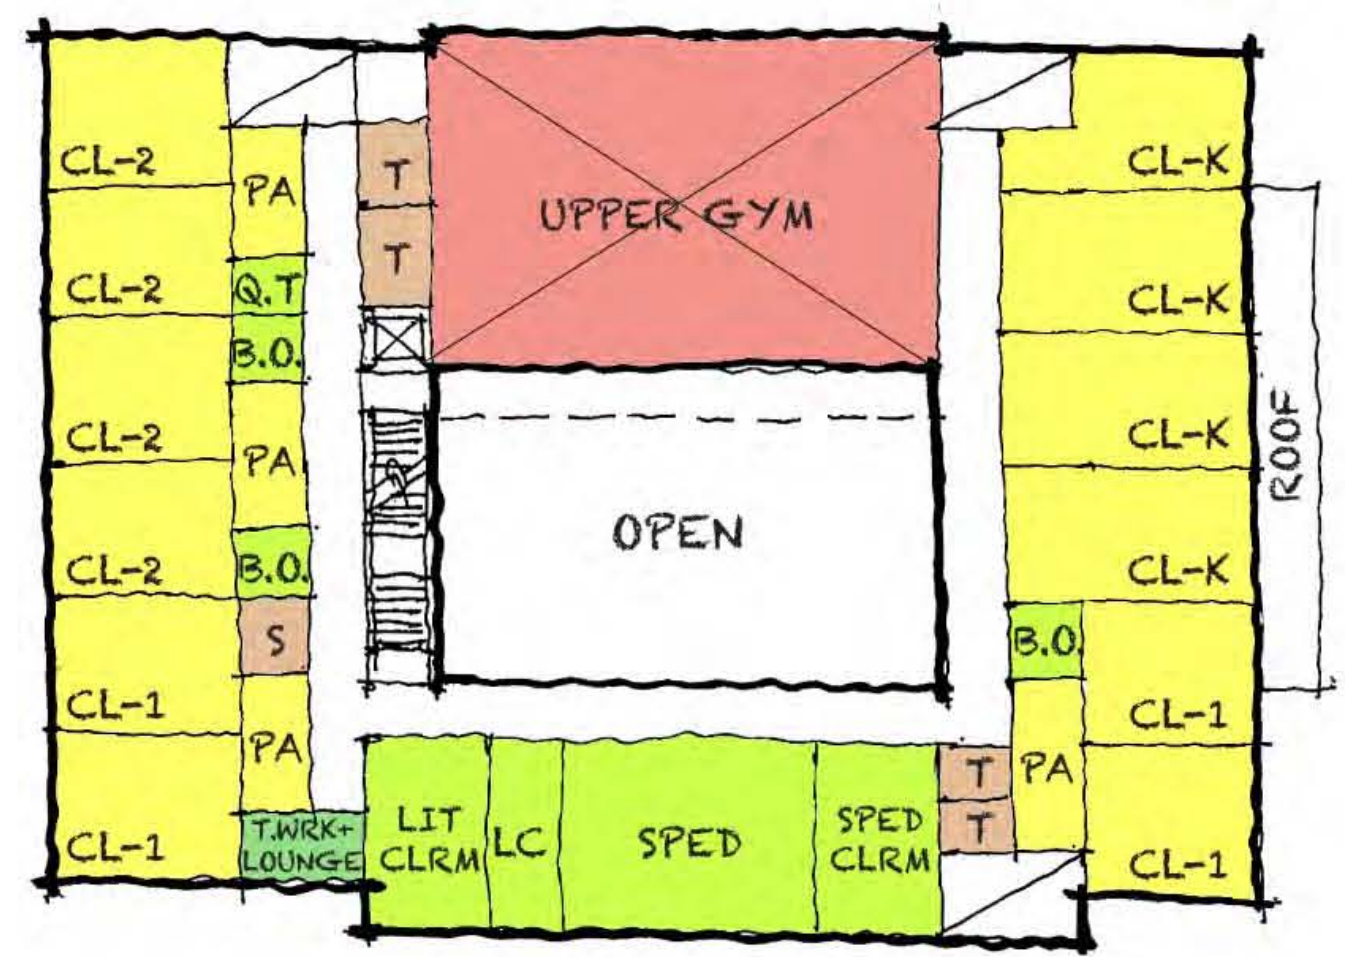 CL-2
PA
T
UPPER GYM
CL-K
T
CL-2
Q.T
CL-K
B.O.
CL-2
PA
CL-K
ROOF
OPEN
CL-2
B.O.
CL-K
S
B.O.
CL-1
CL-1
PA
T
PA
T.WRK+
LOUNGE
LIT
CLRM
LC
SPED
SPED
CLRM
T
CL-1
CL-1